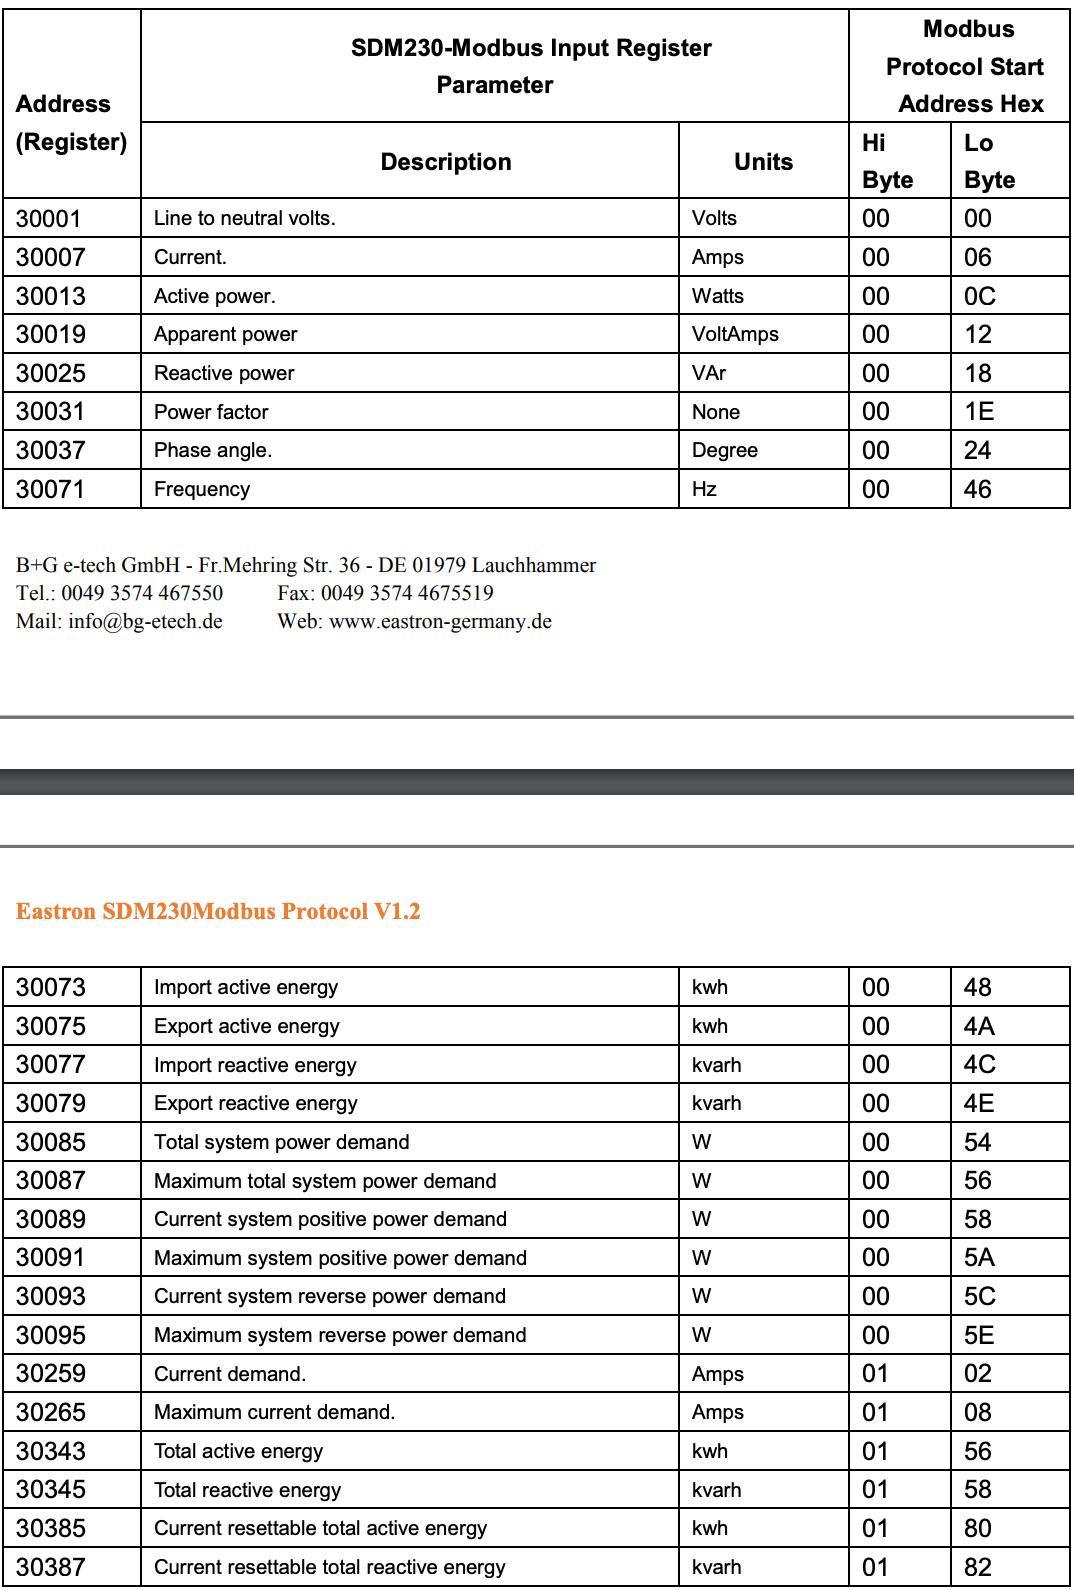 Address (Register) SDM230-Modbus Input Register Parameter Modbus Protocol Start Address Hex
Description Units Hi Byte Lo Byte
30001 Line to neutral volts. Volts 00 00
30007 Current. Amps 00 06
30013 Active power. Watts 00 0C
30019 Apparent power VoltAmps 00 12
30025 Reactive power VAr 00 18
30031 Power factor None 00 1E
30037 Phase angle. Degree 00 24
30071 Frequency Hz 00 46
B+G e-tech GmbH - Fr.Mehring Str. 36 - DE 01979 Lauchhammer
Tel.: 0049 3574 467550 Fax: 0049 3574 4675519
Mail: info@bg-etech.de Web: www.eastron-germany.de
Eastron SDM230Modbus Protocol V1.2
30073 Import active energy kwh 00 48
30075 Export active energy kwh 00 4A
30077 Import reactive energy kvarh 00 4C
30079 Export reactive energy kvarh 00 4E
30085 Total system power demand W 00 54
30087 Maximum total system power demand W 00 56
30089 Current system positive power demand W 00 58
30091 Maximum system positive power demand W 00 5A
30093 Current system reverse power demand W 00 5C
30095 Maximum system reverse power demand W 00 5E
30259 Current demand. Amps 01 02
30265 Maximum current demand. Amps 01 08
30343 Total active energy kwh 01 56
30345 Total reactive energy kvarh 01 58
30385 Current resettable total active energy kwh 01 80
30387 Current resettable total reactive energy kvarh 01 82